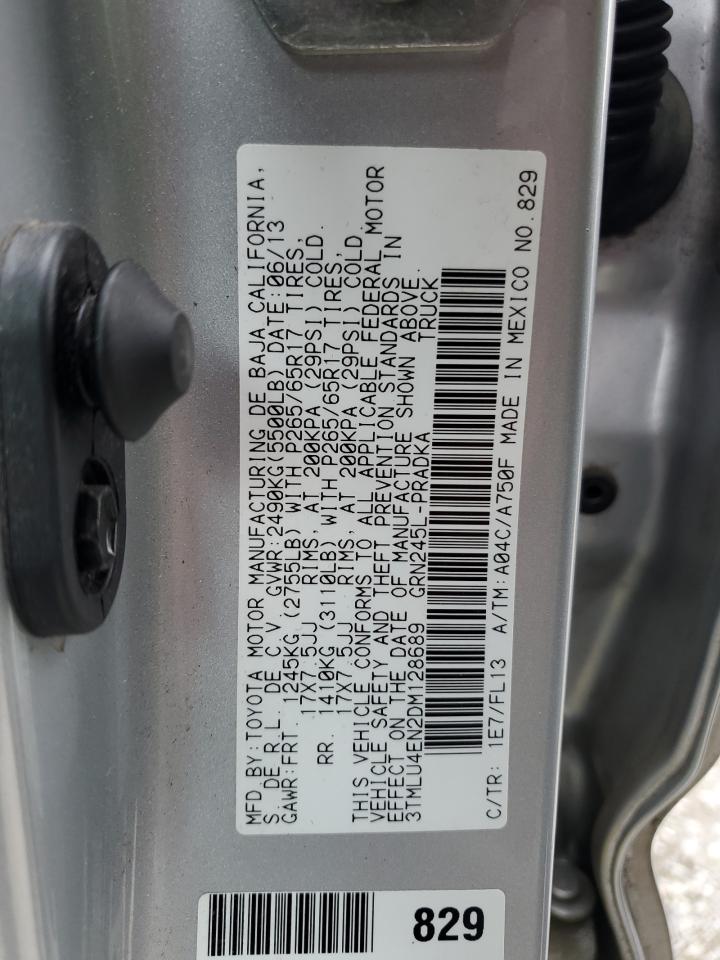 MFD.BY:TOYOTA MOTOR MANUFACTURING DE BAJA CALIFORNIA,
S. DE R.L. DE C.V. GVWR:2490KG(5500LB) DATE:06/13
GAWR:FRT. 1245KG (2755LB) WITH P265/65R17 TIRES,
17X7.5JJ RIMS, AT 200KPA (29PSI) COLD.
RR. 1410KG (3110LB) WITH P265/65R17 TIRES,
17X7.5JJ RIMS, AT 200KPA (29PSI) COLD.
THIS VEHICLE CONFORMS TO ALL APPLICABLE FEDERAL MOTOR
VEHICLE SAFETY AND THEFT PREVENTION STANDARDS IN
EFFECT ON THE DATE OF MANUFACTURE SHOWN ABOVE.
3TMLU4EN2DM128689 GRN245L-PRADKA TRUCK
C/TR: 1E7/FL13 A/TM:A04C/A750F MADE IN MEXICO NO.829
829